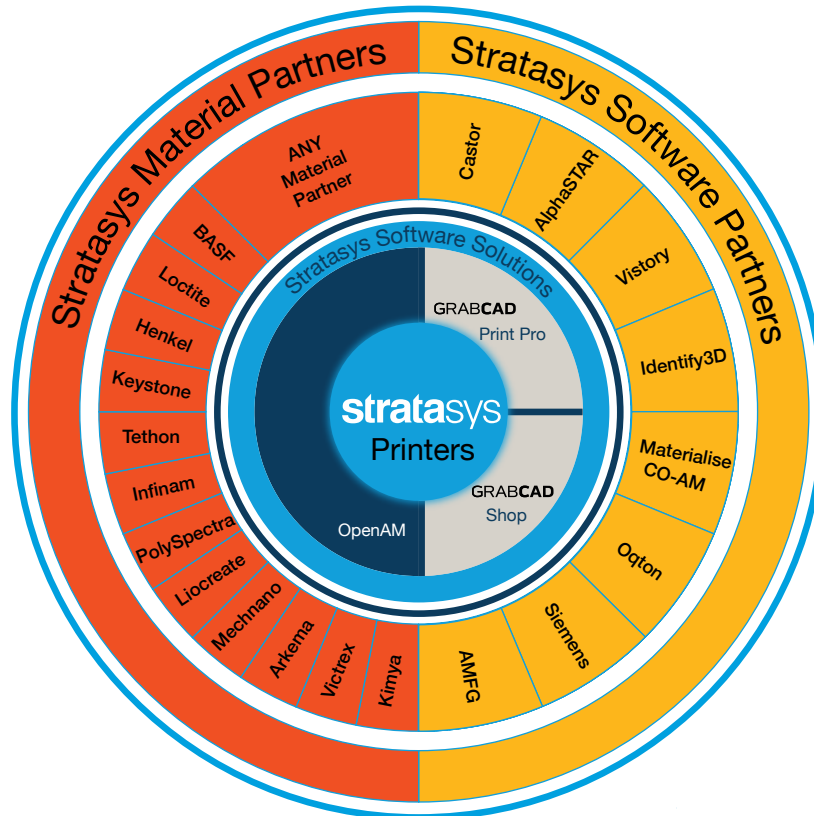 Stratasys Material Partners
Stratasys Software Partners
ANY
Material
Partner
BASF
Loctite
Henkel
Keystone
Tethon
Infinam
PolySpectra
Liocreate
Mechnano
Arkema
Victrex
Kimya
Castor
AlphaSTAR
Vistory
Identify3D
Materialise
CO-AM
Oqton
Siemens
AMFG
Stratasys Software Solutions
GRABCAD
Print Pro
stratasys
Printers
GRABCAD
Shop
OpenAM